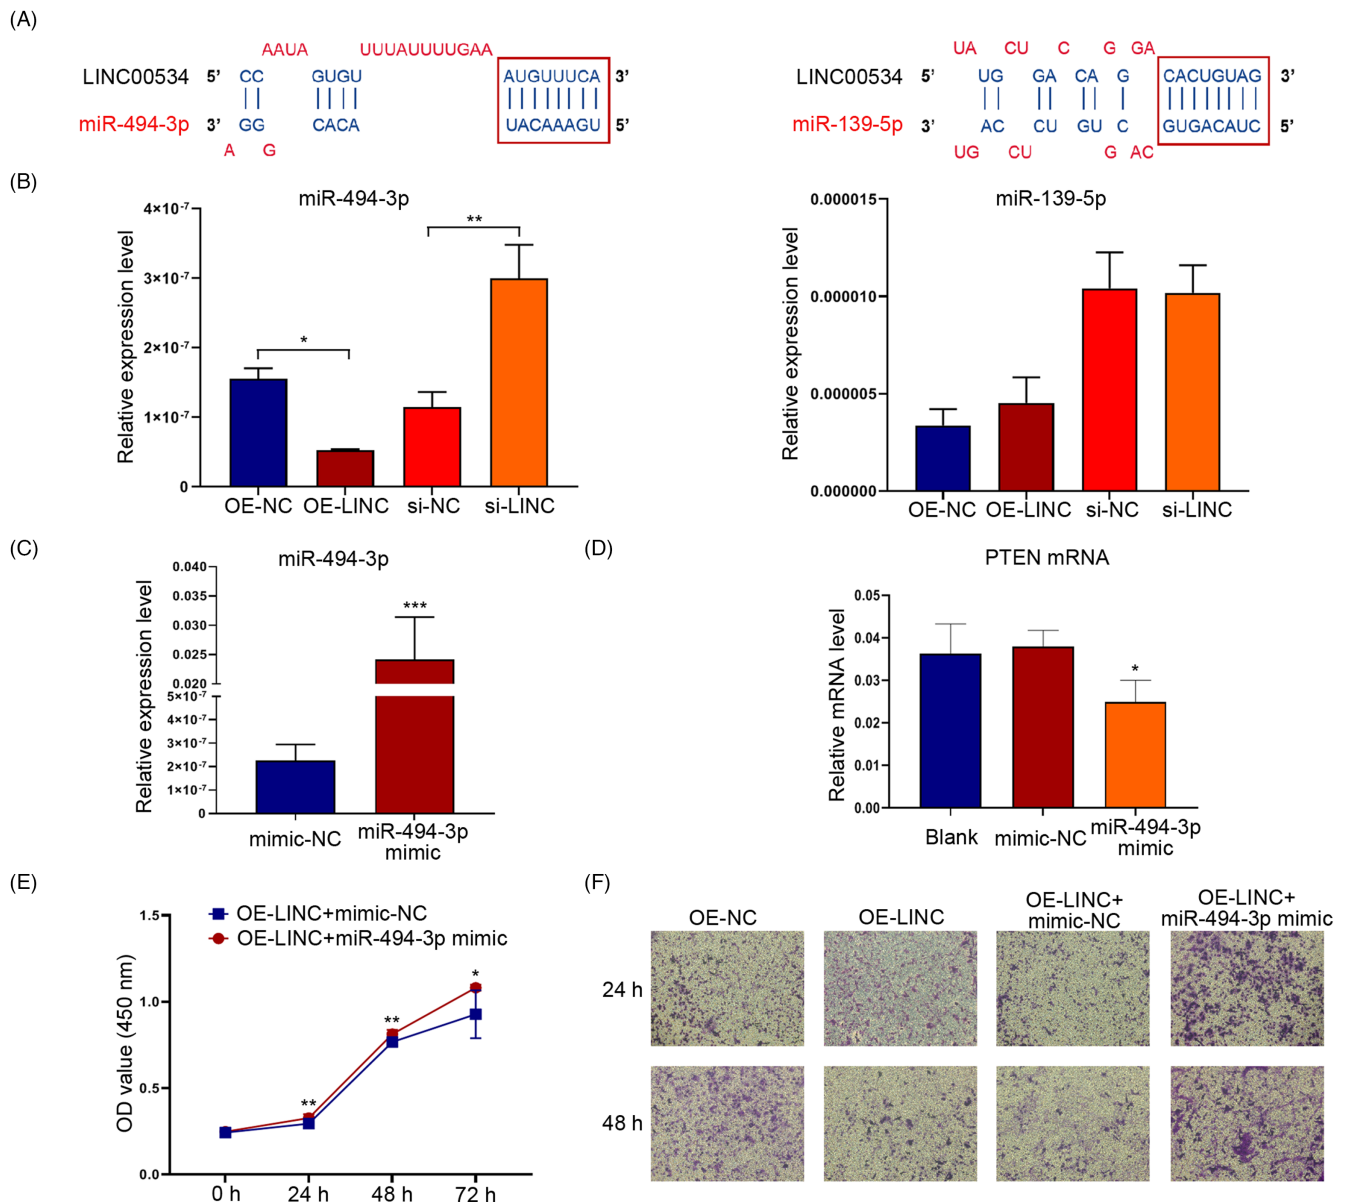 (A)
AAUA UUUAUUUUGAA
LINC00534 5’ CC GUGU AUGUUUCA 3’
miR-494-3p 3’ GG CACA UACAAAGU 5’
A G
UA CU C G GA
LINC00534 5’ UG GA CA G CACUGUAG 3’
miR-139-5p 3’ AC CU GU C GUGACAUC 5’
UG CU G AC
(B)
miR-494-3p
Relative expression level
4×10-7
3×10-7
2×10-7
1×10-7
0
*
**
OE-NC OE-LINC si-NC si-LINC
miR-139-5p
Relative expression level
0.000015
0.000010
0.000005
0.000000
OE-NC OE-LINC si-NC si-LINC
(C)
miR-494-3p
Relative expression level
0.040
0.035
0.030
0.025
0.020
5×10-7
4×10-7
3×10-7
2×10-7
1×10-7
0
***
mimic-NC
miR-494-3p
mimic
(D)
PTEN mRNA
Relative mRNA level
0.05
0.04
0.03
0.02
0.01
0.00
*
Blank
mimic-NC
miR-494-3p
mimic
(E)
OD value (450 nm)
1.5
1.0
0.5
0.0
OE-LINC+mimic-NC
OE-LINC+miR-494-3p mimic
**
**
*
0 h 24 h 48 h 72 h
(F)
OE-NC
OE-LINC
OE-LINC+
mimic-NC
OE-LINC+
miR-494-3p mimic
24 h
48 h